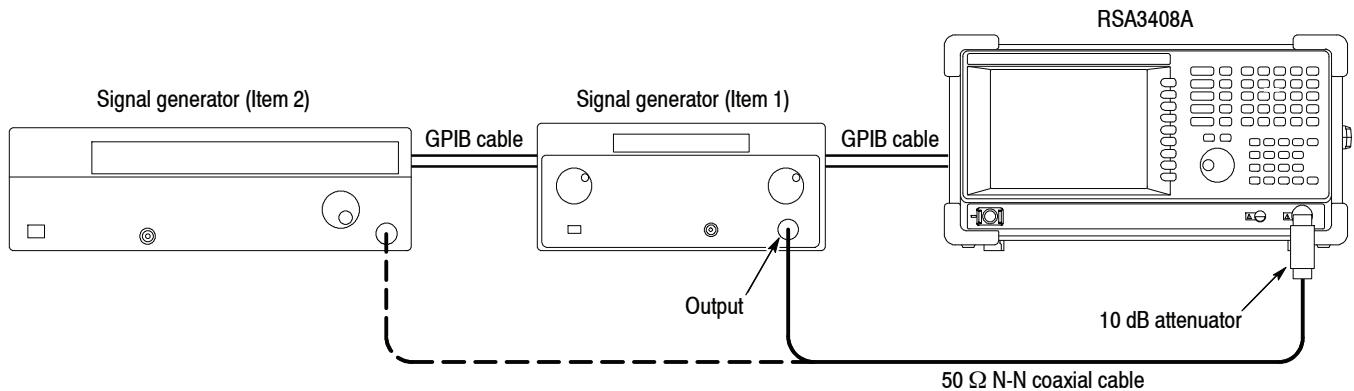 RSA3408A
Signal generator (Item 2)
Signal generator (Item 1)
GPIB cable
GPIB cable
Output
10 dB attenuator
50 Ω N-N coaxial cable